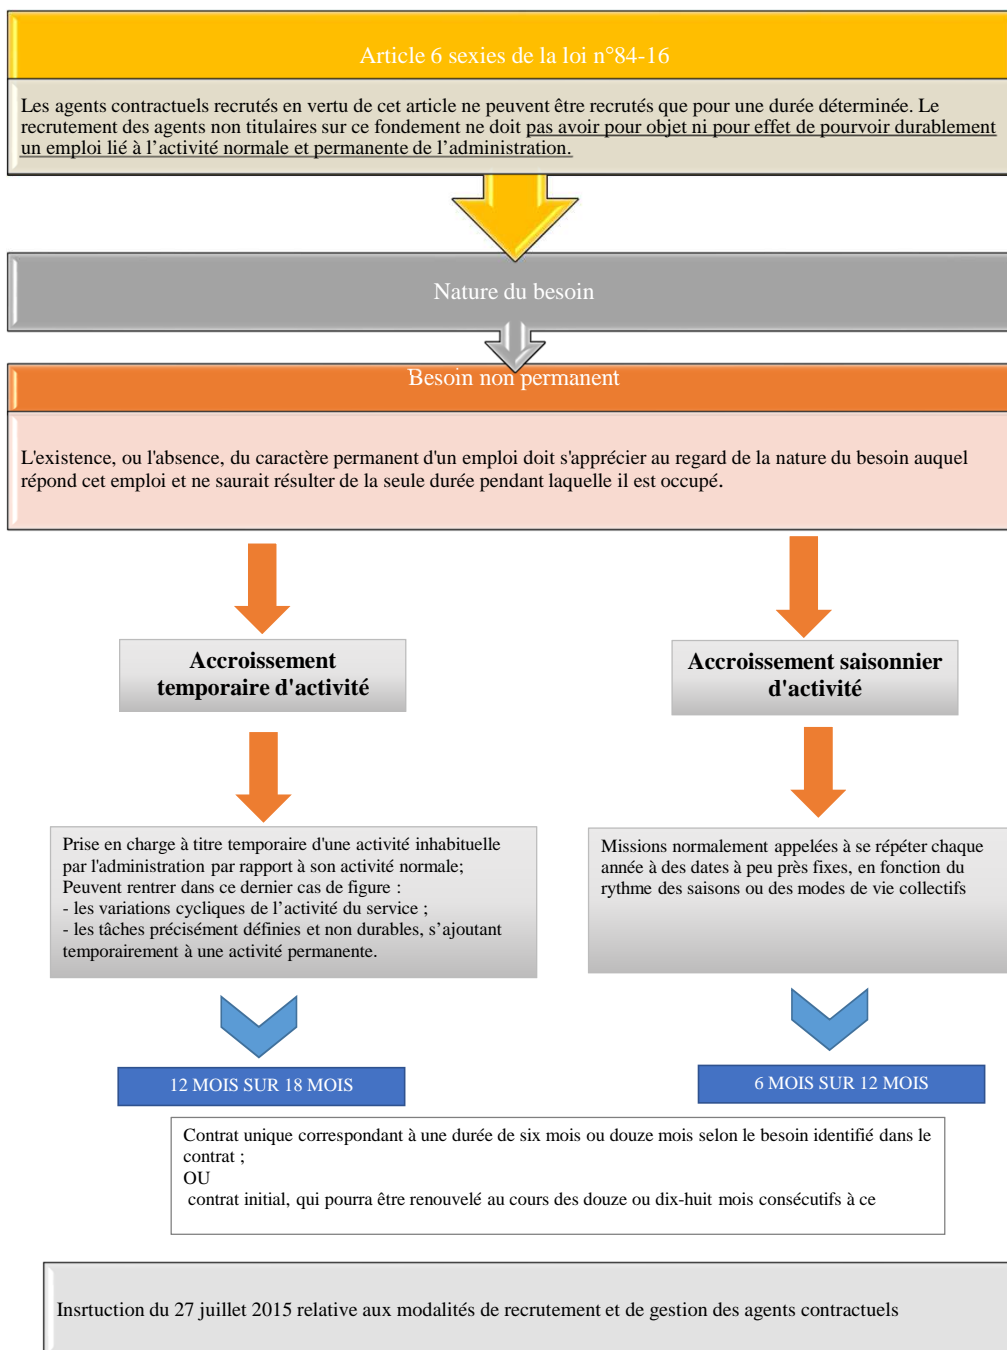 Article 6 sexies de la loi n°84-16
Les agents contractuels recrutés en vertu de cet article ne peuvent être recrutés que pour une durée déterminée. Le
recrutement des agents non titulaires sur ce fondement ne doit pas avoir pour objet ni pour effet de pourvoir durablement
un emploi lié à l’activité normale et permanente de l’administration.
Nature du besoin
Besoin non permanent
L'existence, ou l'absence, du caractère permanent d'un emploi doit s'apprécier au regard de la nature du besoin auquel
répond cet emploi et ne saurait résulter de la seule durée pendant laquelle il est occupé.
Accroissement
temporaire d'activité
Accroissement saisonnier
d'activité
Prise en charge à titre temporaire d'une activité inhabituelle
par l'administration par rapport à son activité normale;
Peuvent rentrer dans ce dernier cas de figure :
- les variations cycliques de l’activité du service ;
- les tâches précisément définies et non durables, s’ajoutant
temporairement à une activité permanente.
Missions normalement appelées à se répéter chaque
année à des dates à peu près fixes, en fonction du
rythme des saisons ou des modes de vie collectifs
12 MOIS SUR 18 MOIS
6 MOIS SUR 12 MOIS
Contrat unique correspondant à une durée de six mois ou douze mois selon le besoin identifié dans le
contrat ;
OU
contrat initial, qui pourra être renouvelé au cours des douze ou dix-huit mois consécutifs à ce
Insrtuction du 27 juillet 2015 relative aux modalités de recrutement et de gestion des agents contractuels